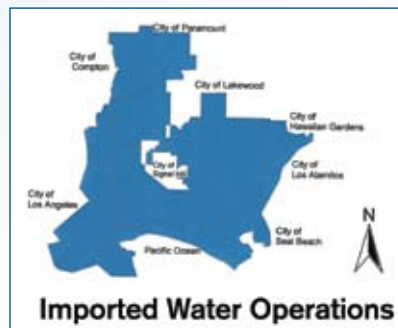 City of Paramount
City of
Compton
City of Lakewood
City of
Hawaiian Gardens
City of
Signal Hill
City of
Los Alamitos
City of
Los Angeles
City of
Seal Beach
Pacific Ocean
N
Imported Water Operations